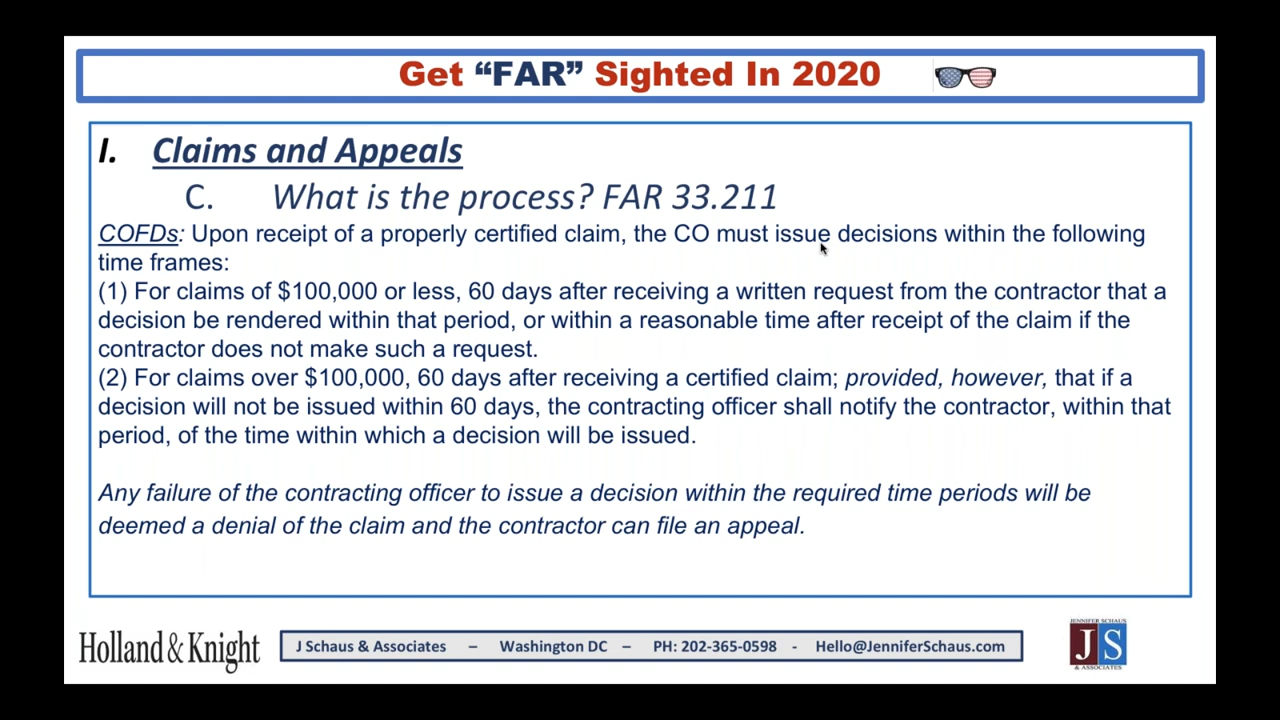 Get “FAR” Sighted In 2020
I. Claims and Appeals
C. What is the process? FAR 33.211
COFDs: Upon receipt of a properly certified claim, the CO must issue decisions within the following
time frames:
(1) For claims of $100,000 or less, 60 days after receiving a written request from the contractor that a
decision be rendered within that period, or within a reasonable time after receipt of the claim if the
contractor does not make such a request.
(2) For claims over $100,000, 60 days after receiving a certified claim; provided, however, that if a
decision will not be issued within 60 days, the contracting officer shall notify the contractor, within that
period, of the time within which a decision will be issued.
Any failure of the contracting officer to issue a decision within the required time periods will be
deemed a denial of the claim and the contractor can file an appeal.
Holland & Knight
J Schaus & Associates – Washington DC – PH: 202-365-0598 - Hello@JenniferSchaus.com
JENNIFER SCHAUS
JS
& ASSOCIATES